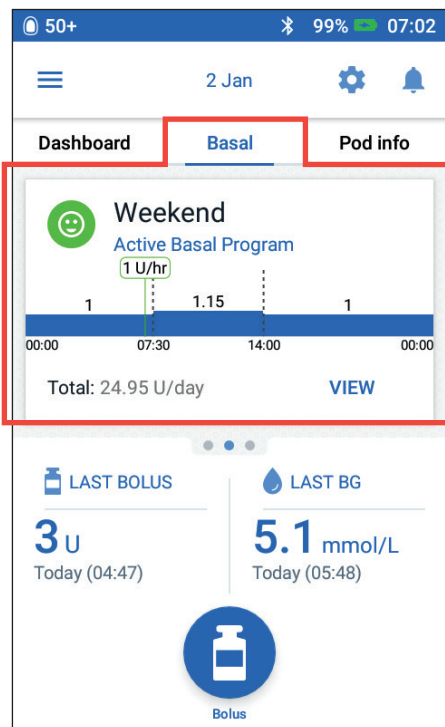 50+ 99% 07:02
2 Jan
Dashboard Basal Pod info
Weekend
Active Basal Program
1 U/hr
1 1.15 1
00:00 07:30 14:00 00:00
Total: 24.95 U/day VIEW
LAST BOLUS LAST BG
3 U 5.1 mmol/L
Today (04:47) Today (05:48)
Bolus